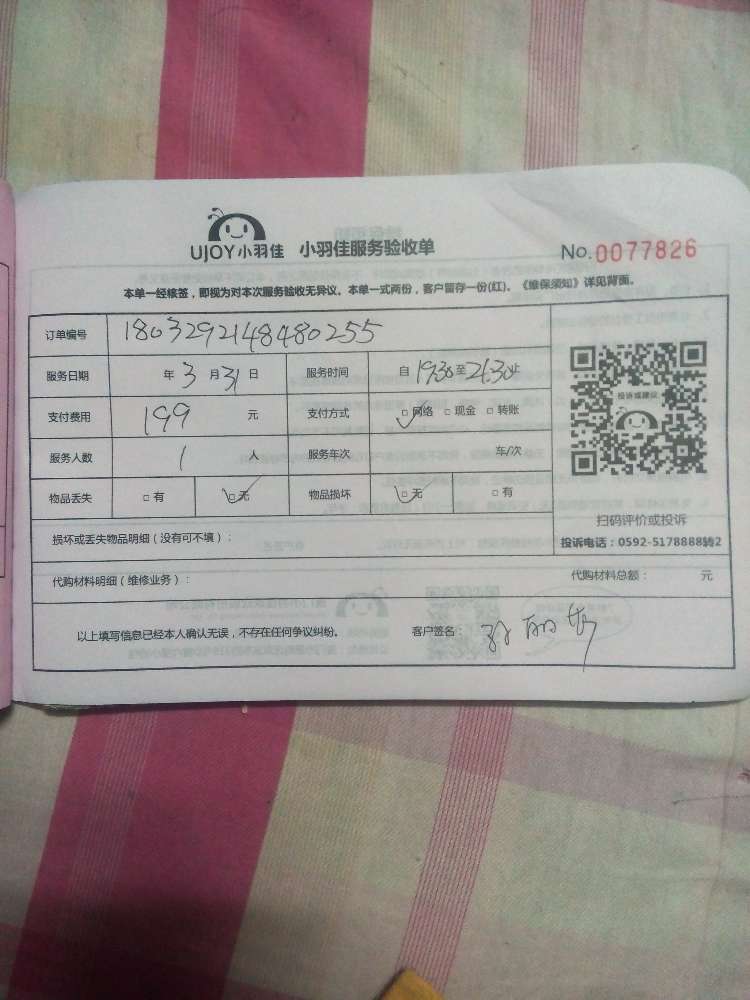 UJOY小羽佳 小羽佳服务验收单 No.0077826
本单一经核签，即视为对本次服务验收无异议。本单一式两份，客户留存一份(红)。《维保须知》详见背面。
订单编号 1803292148480255
服务日期 年 3 月 31 日 服务时间 自 19:30 至 21:30 止
支付费用 199 元 支付方式 □ 网络 □ 现金 □ 转账
服务人数 1 人 服务年次 车/次
物品丢失 □ 有 □ 无 物品损坏 □ 无 □ 有
投诉或建议
扫码评价或投诉
投诉电话：0592-5178888转2
损坏或丢失物品明细（没有可不填）：
代购材料明细（维修业务）： 代购材料总额： 元
以上填写信息已经本人确认无误，不存在任何争议纠纷。 客户签名：